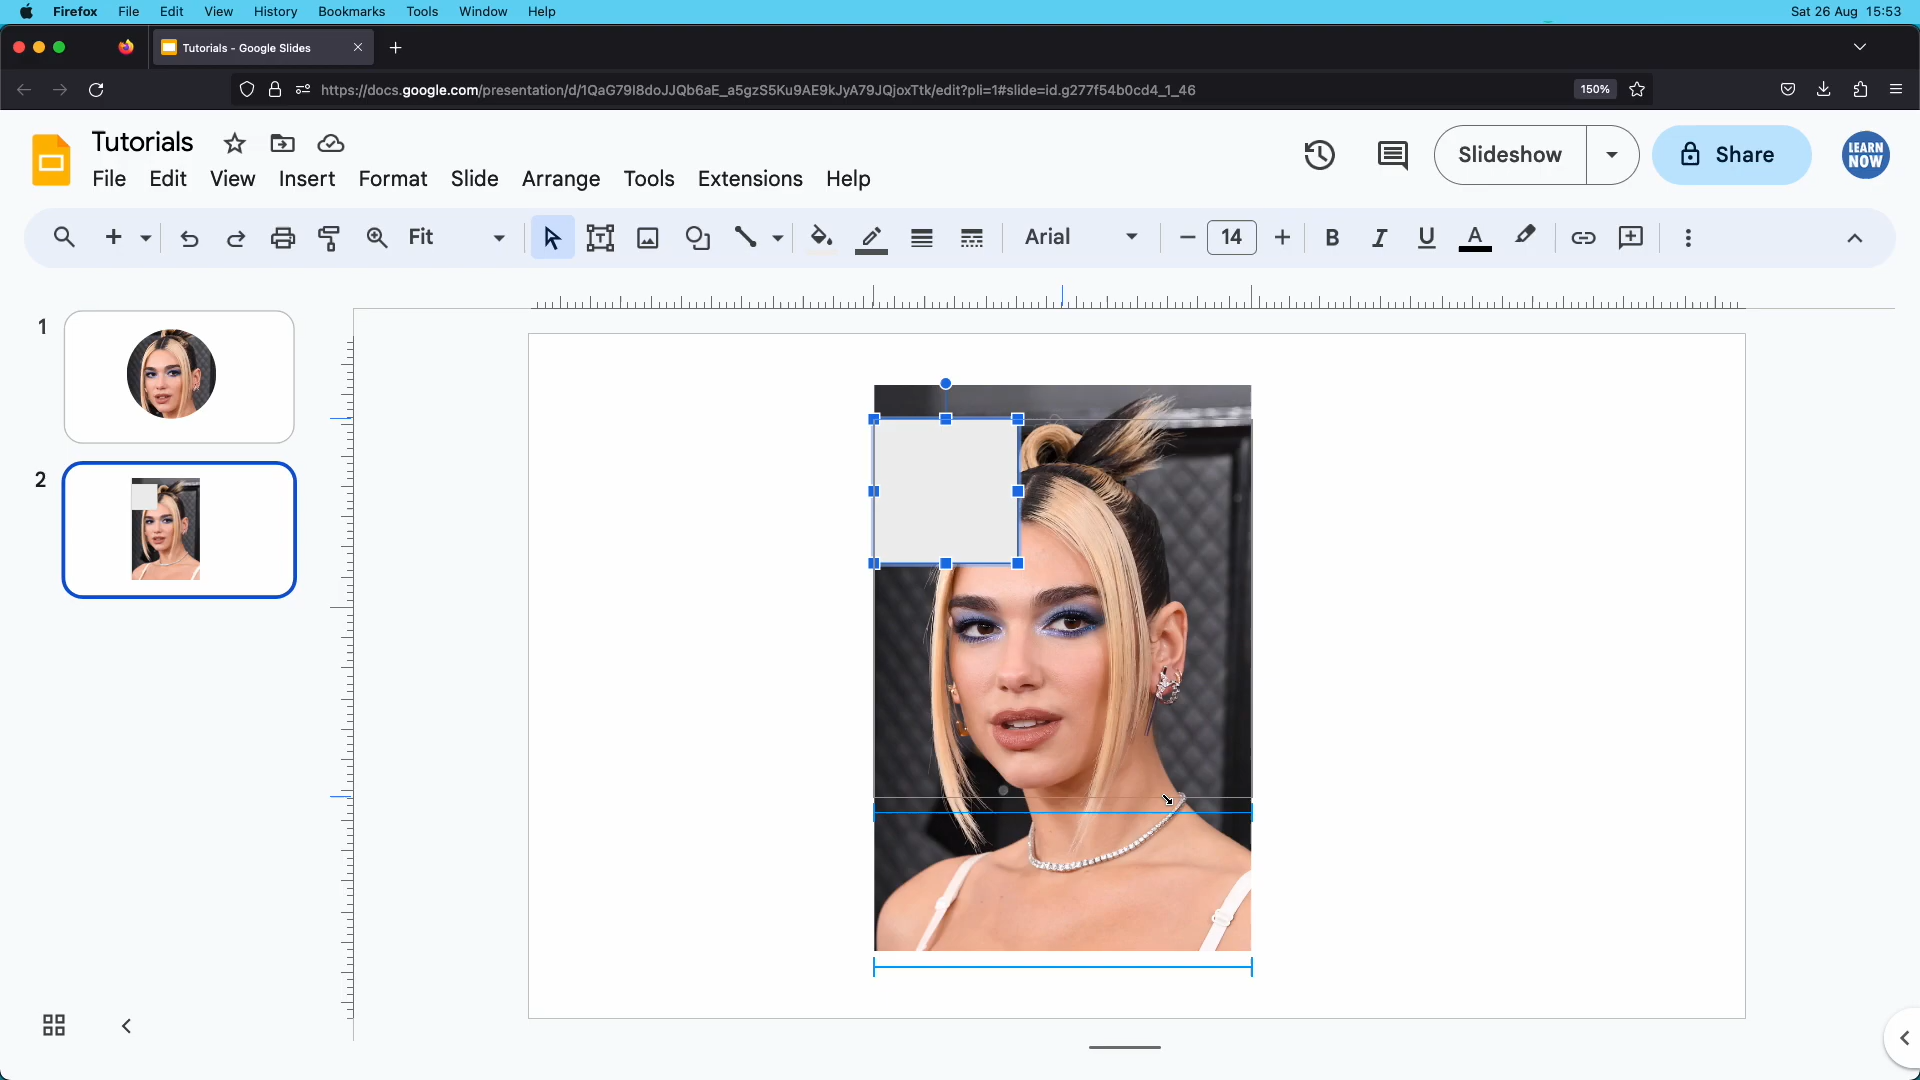 Firefox File Edit View History Bookmarks Tools Window Help Sat 26 Aug 15:53
Tutorials - Google Slides
https://docs.google.com/presentation/d/1QaG79I8doJJQb6aE_a5gzS5Ku9AE9kJyA79JQjoxTtk/edit?pli=1#slide=id.g277f54b0cd4_1_46 150%
Tutorials
File Edit View Insert Format Slide Arrange Tools Extensions Help
Slideshow Share LEARN NOW
Fit Arial 14 B I U A
1
2